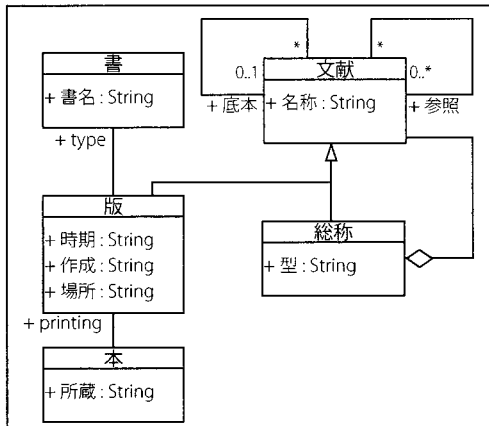 書
+ 書名 : String
+ type
版
+ 時期 : String
+ 作成 : String
+ 場所 : String
+ printing
本
+ 所蔵 : String
*
*
0..1
文献
0..*
+ 底本
+ 名称 : String
+ 参照
総称
+ 型 : String